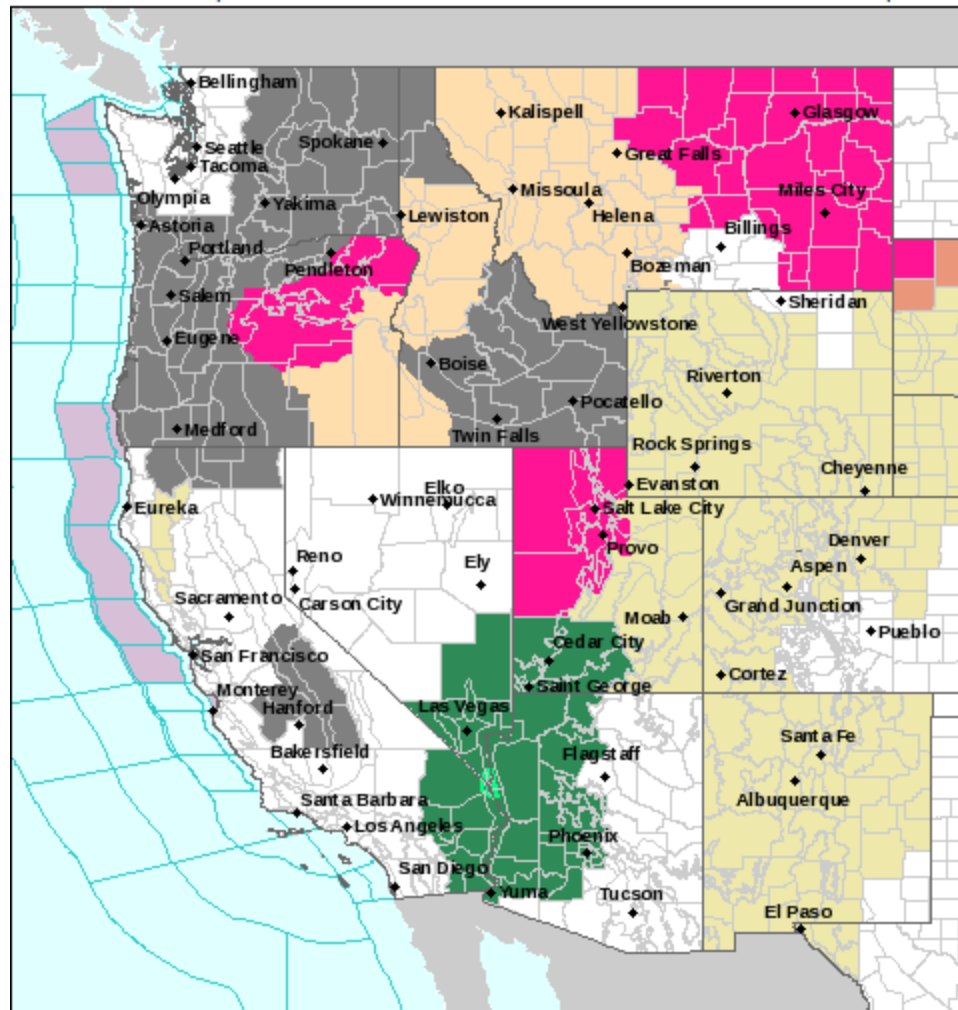 Bellingham
Kalispell
Glasgow
Spokane
Seattle
Great Falls
Tacoma
Missoula
Miles City
Olympia
Yakima
Lewiston
Helena
Astoria
Billings
Portland
Pendleton
Bozeman
Salem
Sheridan
West Yellowstone
Eugene
Boise
Riverton
Pocatello
Medford
Twin Falls
Rock Springs
Cheyenne
Evanston
Elko
Winnemucca
Eureka
Salt Lake City
Provo
Denver
Reno
Ely
Aspen
Sacramento
Carson City
Moab
Grand Junction
Pueblo
Cedar City
San Francisco
Cortez
Saint George
Monterey
Hanford
Las Vegas
Bakersfield
Flagstaff
Santa Fe
Albuquerque
Santa Barbara
Los Angeles
Phoenix
San Diego
Yuma
Tucson
El Paso